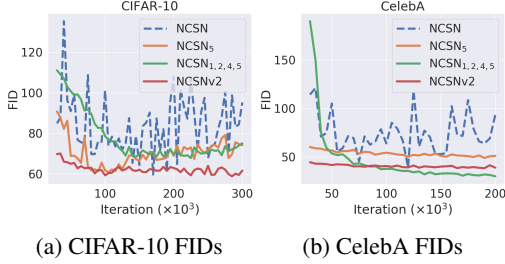 CIFAR-10
NCSN
NCSN₅
NCSN₁,₂,₄,₅
NCSNv2
FID
120
100
80
60
100
200
300
Iteration (×10³)
(a) CIFAR-10 FIDs
CelebA
NCSN
NCSN₅
NCSN₁,₂,₄,₅
NCSNv2
FID
150
100
50
50
100
150
200
Iteration (×10³)
(b) CelebA FIDs